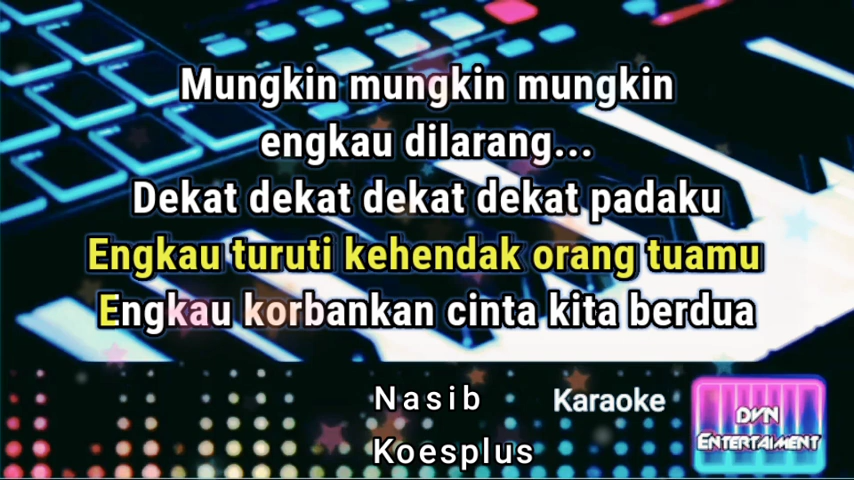 Mungkin mungkin mungkin
engkau dilarang...
Dekat dekat dekat dekat padaku
Engkau turuti kehendak orang tuamu
Engkau korbankan cinta kita berdua
Nasib
Karaoke
Koesplus
DVN
ENTERTAIMENT